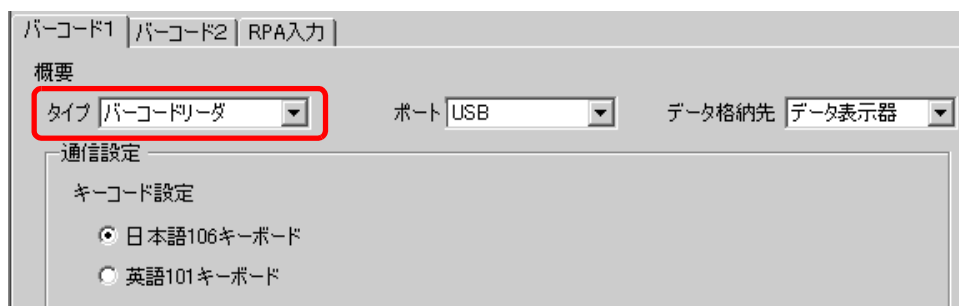 バーコード1 バーコード2 RPA入力
概要
タイプ バーコードリーダ ポート USB データ格納先 データ表示器
通信設定
キーコード設定
日本語106キーボード
英語101キーボード